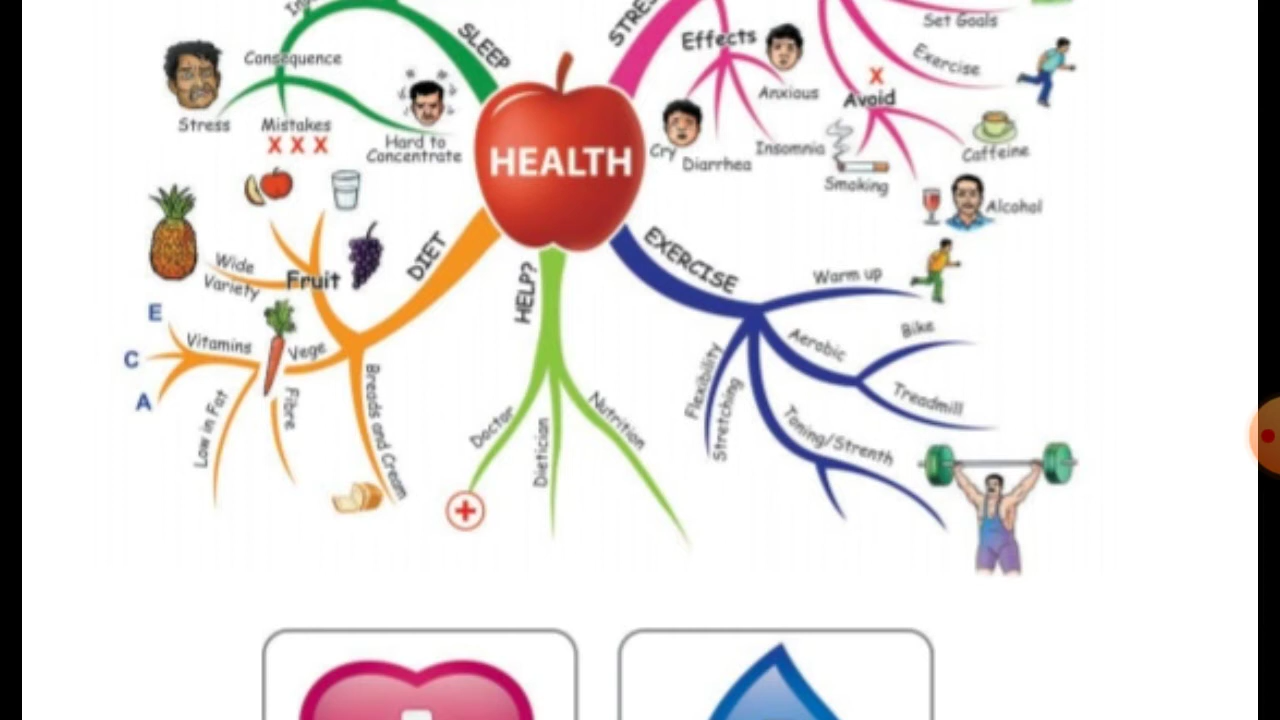 SLEEP
Consequence
Stress
Mistakes
X X X
Hard to
Concentrate
HEALTH
Effects
Cry
Diarrhea
Insomnia
Anxious
Set Goals
Exercise
X
Avoid
Smoking
Caffeine
Alcohol
DIET
Fruit
Wide
Variety
Vege
Vitamins
E
C
A
Low in Fat
Fibre
Breads and Cream
HELP?
Doctor
Dietician
Nutrition
EXERCISE
Warm up
Aerobic
Bike
Treadmill
Flexibility
Stretching
Toning/Strenth